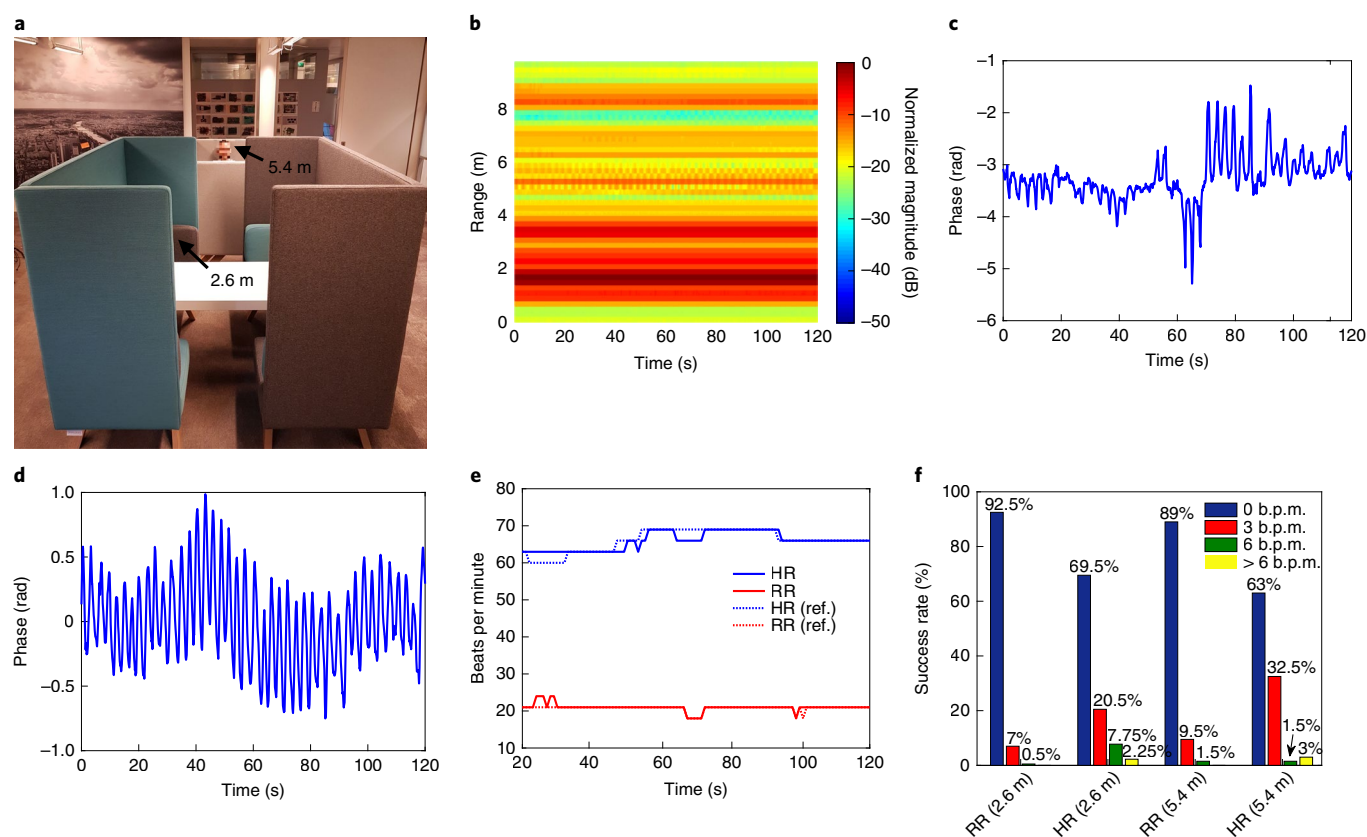 a
5.4 m
2.6 m
b
Range (m)
8
6
4
2
0
0 20 40 60 80 100 120
Time (s)
0
−10
−20
−30
−40
−50
Normalized magnitude (dB)
c
Phase (rad)
−1
−2
−3
−4
−5
−6
0 20 40 60 80 100 120
Time (s)
d
Phase (rad)
1.0
0.5
0
−0.5
−1.0
0 20 40 60 80 100 120
Time (s)
e
Beats per minute
80
70
60
50
40
30
20
10
HR
RR
HR (ref.)
RR (ref.)
20 40 60 80 100 120
Time (s)
f
Success rate (%)
100
80
60
40
20
0
0 b.p.m.
3 b.p.m.
6 b.p.m.
> 6 b.p.m.
92.5%
7%
0.5%
69.5%
20.5%
7.75%
2.25%
89%
9.5%
1.5%
63%
32.5%
1.5%
3%
RR (2.6 m)
HR (2.6 m)
RR (5.4 m)
HR (5.4 m)